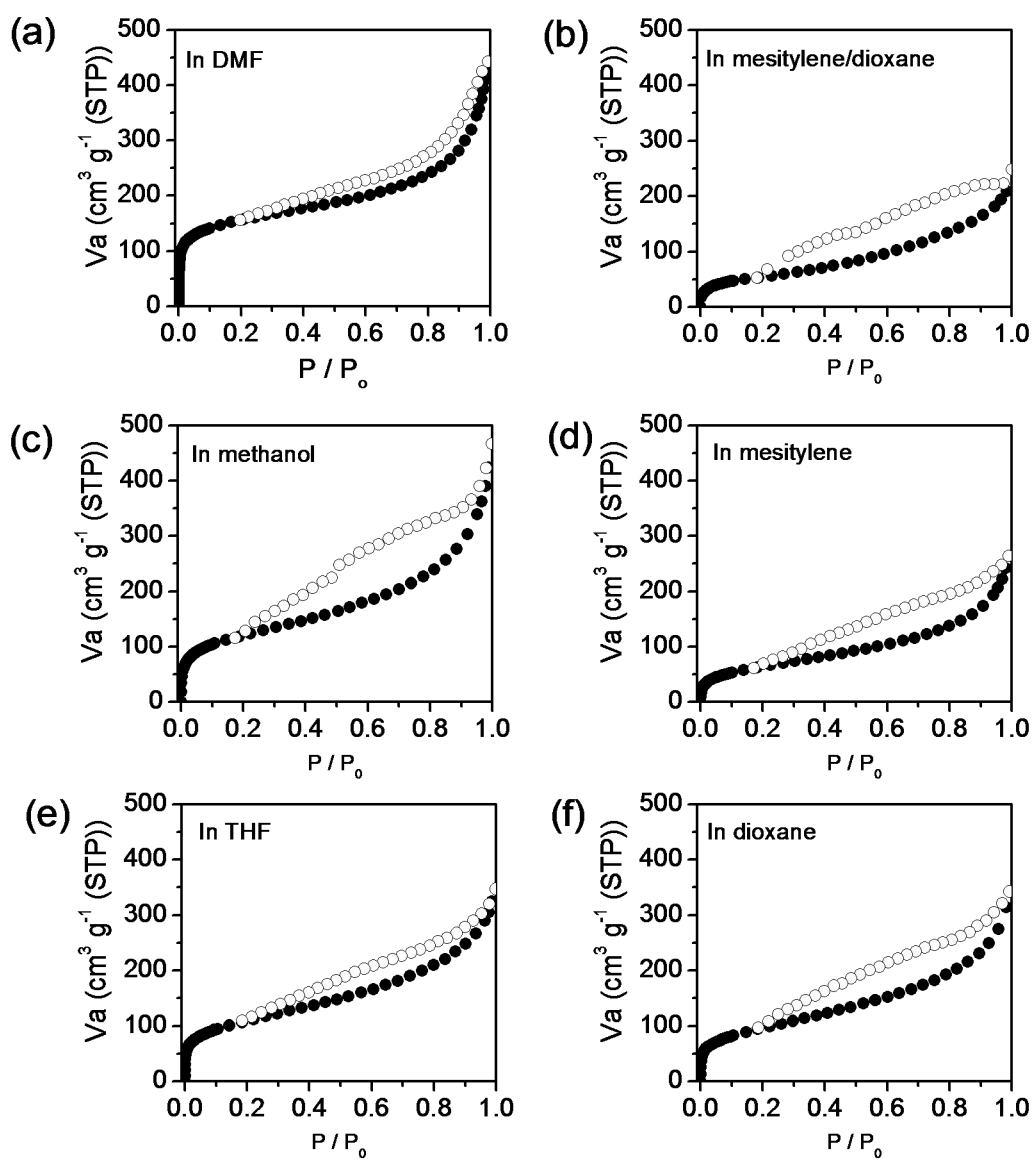 (a)
In DMF
Va (cm³ g⁻¹ (STP))
500
400
300
200
100
0
0.0 0.2 0.4 0.6 0.8 1.0
P / Pₒ
(b)
In mesitylene/dioxane
Va (cm³ g⁻¹ (STP))
500
400
300
200
100
0
0.0 0.2 0.4 0.6 0.8 1.0
P / P₀
(c)
In methanol
Va (cm³ g⁻¹ (STP))
500
400
300
200
100
0
0.0 0.2 0.4 0.6 0.8 1.0
P / P₀
(d)
In mesitylene
Va (cm³ g⁻¹ (STP))
500
400
300
200
100
0
0.0 0.2 0.4 0.6 0.8 1.0
P / P₀
(e)
In THF
Va (cm³ g⁻¹ (STP))
500
400
300
200
100
0
0.0 0.2 0.4 0.6 0.8 1.0
P / P₀
(f)
In dioxane
Va (cm³ g⁻¹ (STP))
500
400
300
200
100
0
0.0 0.2 0.4 0.6 0.8 1.0
P / P₀